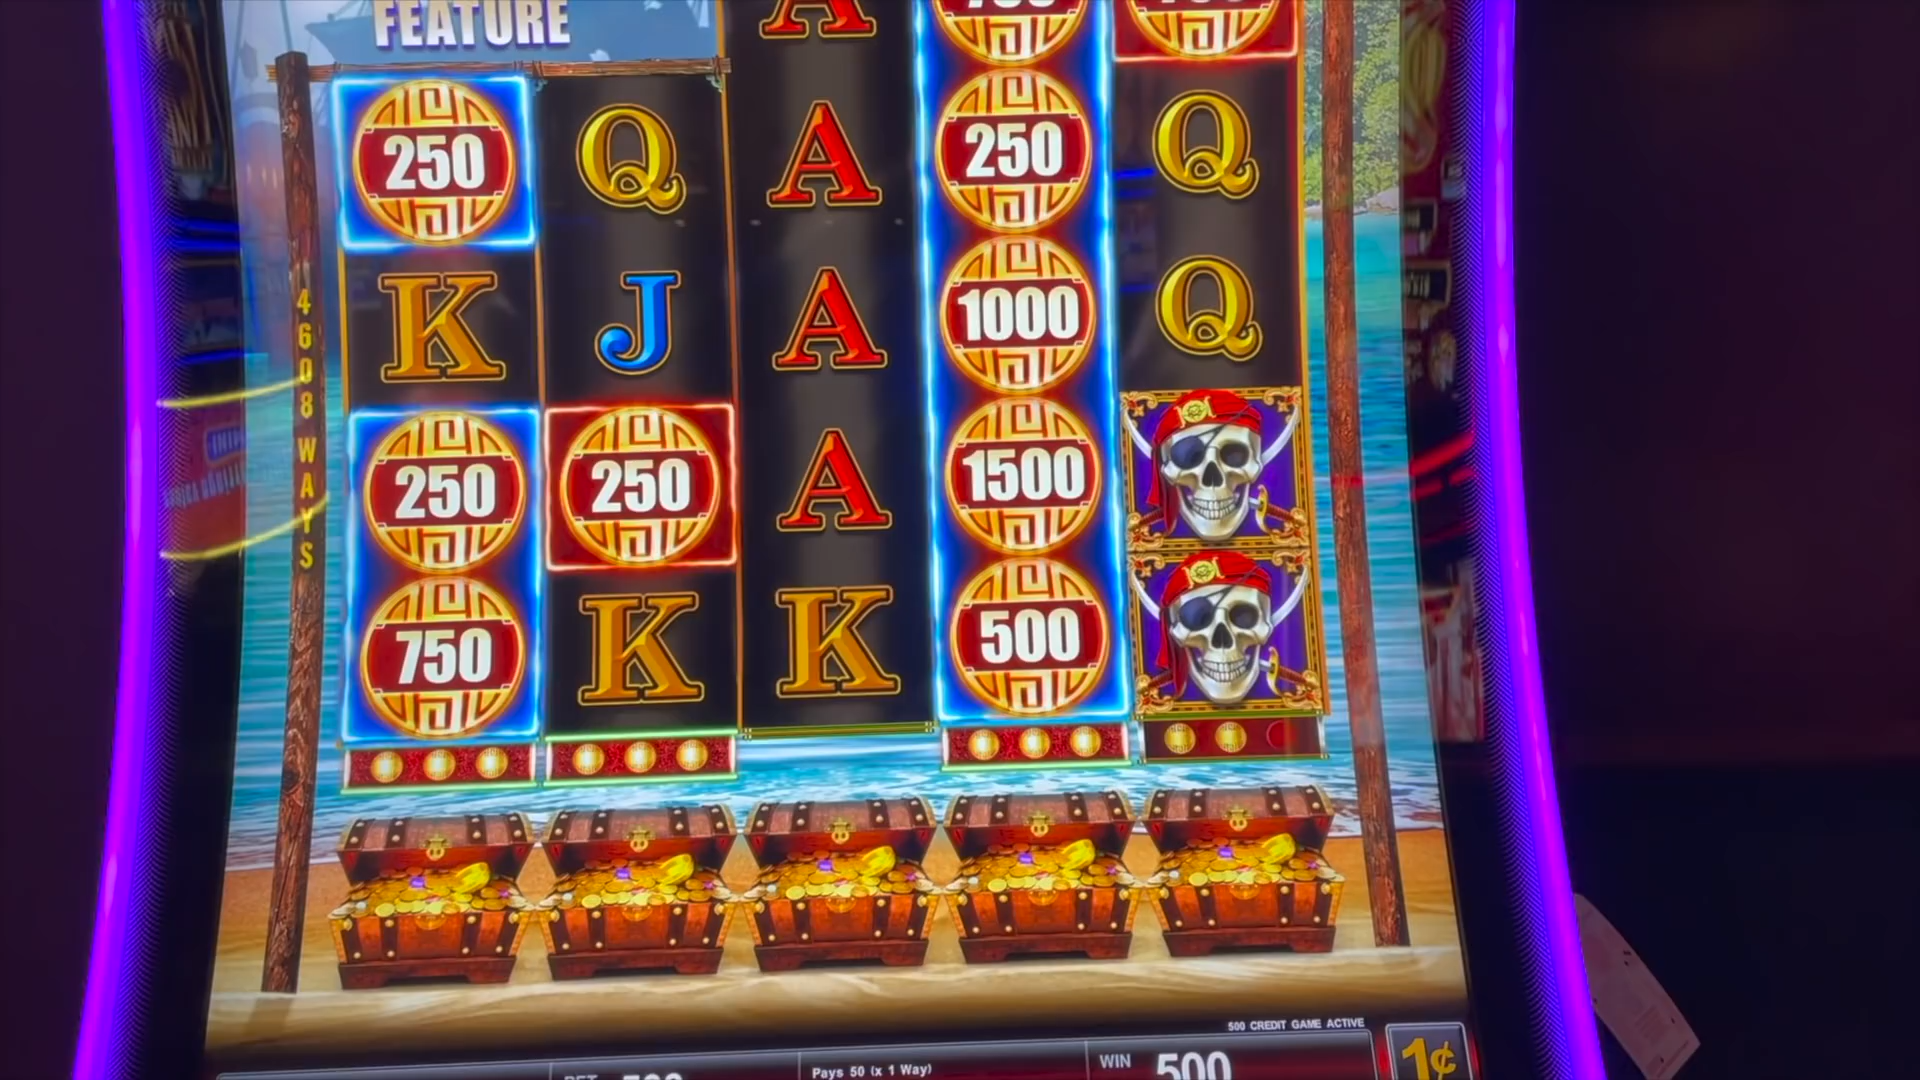 FEATURE
250
Q
A
250
Q
4608 WAYS
K
J
A
1000
Q
250
250
A
1500
750
K
K
500
500 CREDIT GAME ACTIVE
Pays 50 (x 1 Way)
WIN 500
1¢